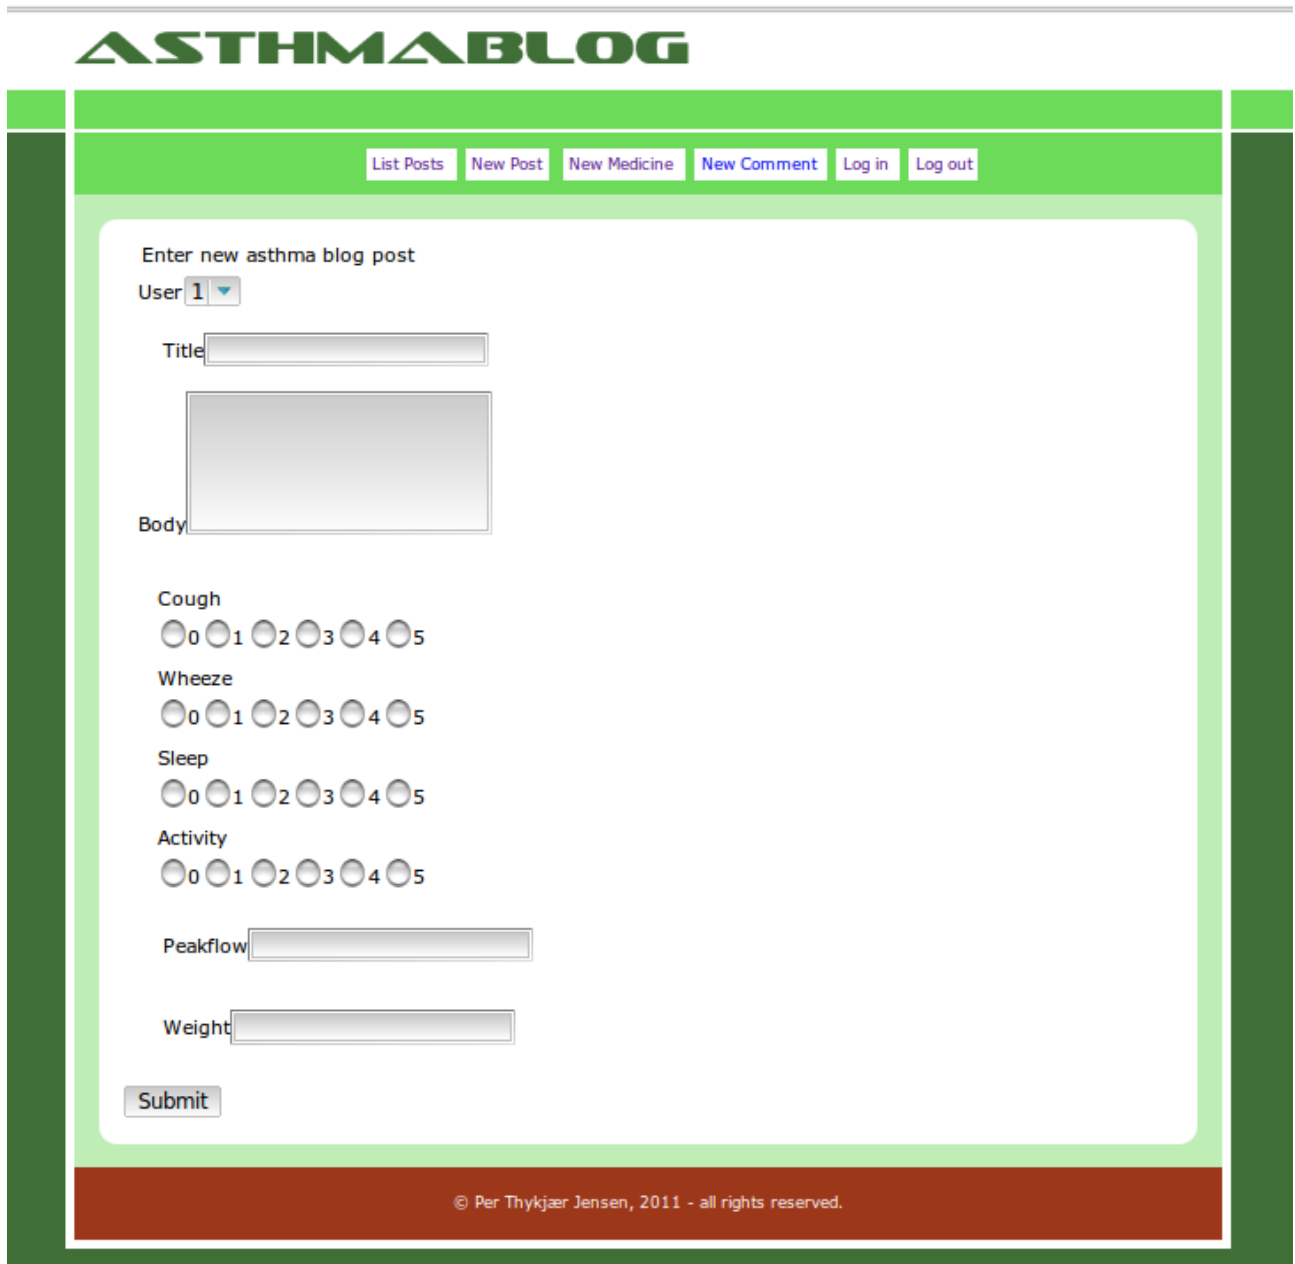 ASTHMABLOG
List Posts New Post New Medicine New Comment Log in Log out
Enter new asthma blog post
User 1
Title
Body
Cough
0 1 2 3 4 5
Wheeze
0 1 2 3 4 5
Sleep
0 1 2 3 4 5
Activity
0 1 2 3 4 5
Peakflow
Weight
Submit
© Per Thykjær Jensen, 2011 - all rights reserved.